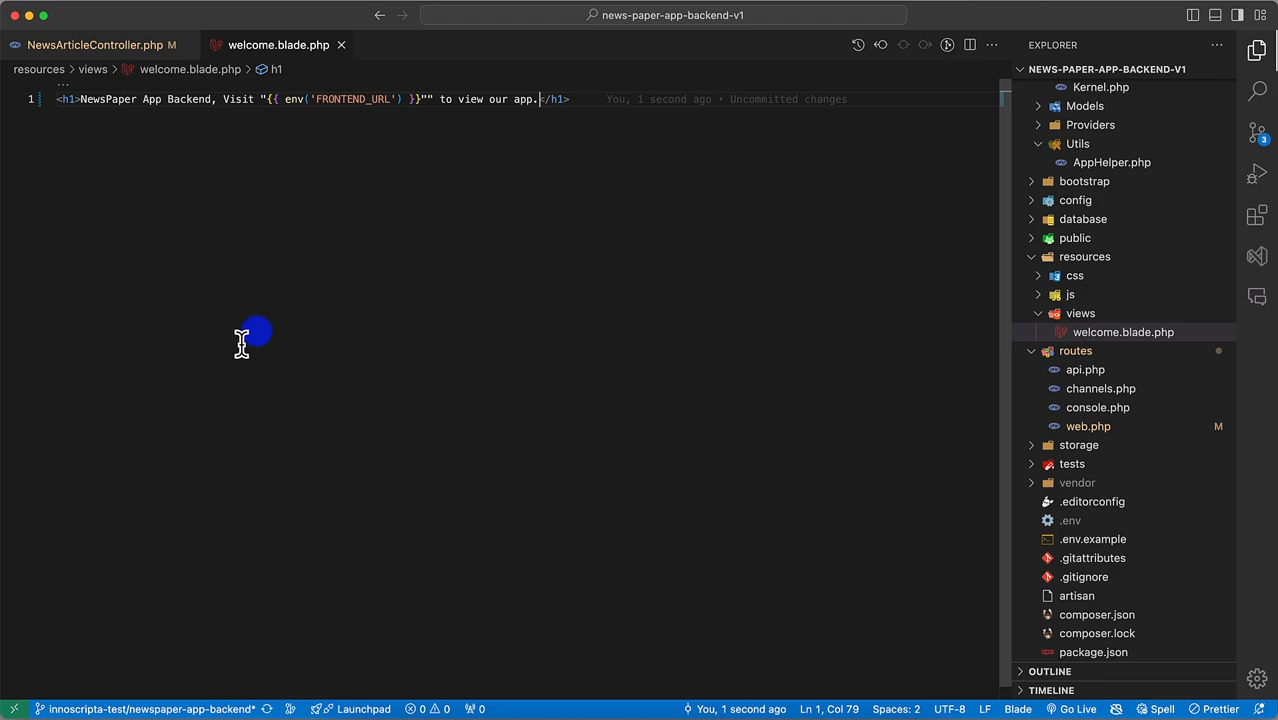 news-paper-app-backend-v1
NewsArticleController.php M
welcome.blade.php
resources > views > welcome.blade.php > h1
...
1 <h1>NewsPaper App Backend, Visit "{{ env('FRONTEND_URL') }}"" to view our app.</h1> You, 1 second ago • Uncommitted changes
EXPLORER
NEWS-PAPER-APP-BACKEND-V1
Kernel.php
Models
Providers
Utils
AppHelper.php
bootstrap
config
database
public
resources
css
js
views
welcome.blade.php
routes
api.php
channels.php
console.php
web.php M
storage
tests
vendor
.editorconfig
.env
.env.example
.gitattributes
.gitignore
artisan
composer.json
composer.lock
package.json
OUTLINE
TIMELINE
3
innoscripta-test/newspaper-app-backend* Launchpad 0 0 0 You, 1 second ago Ln 1, Col 79 Spaces: 2 UTF-8 LF Blade Go Live Spell Prettier